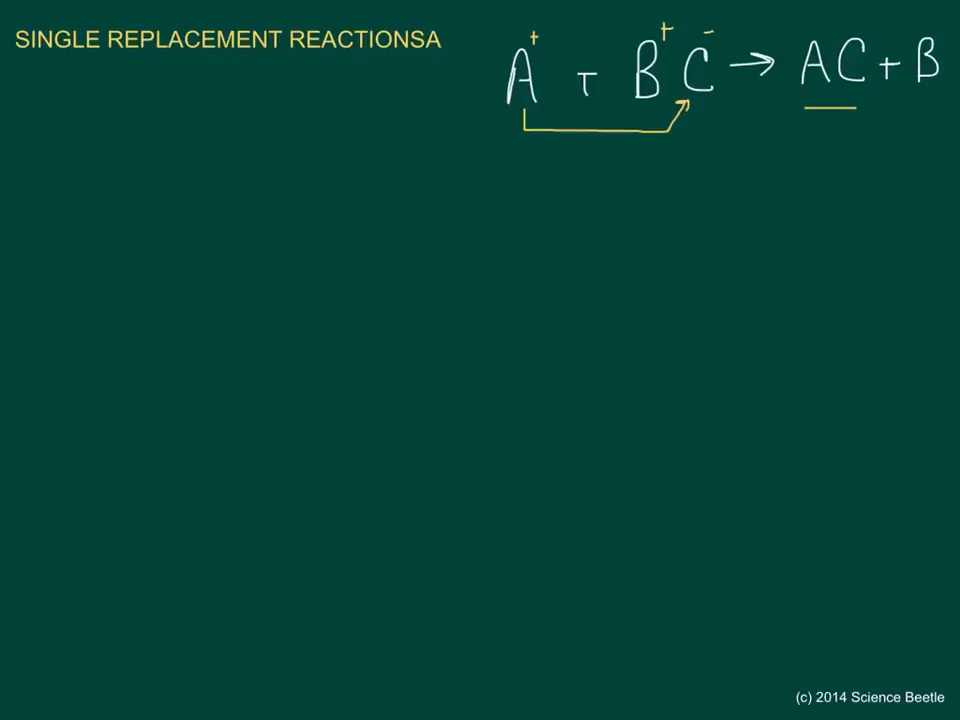 SINGLE REPLACEMENT REACTIONSA
A⁺ + B⁺ C⁻ → AC + B
(c) 2014 Science Beetle